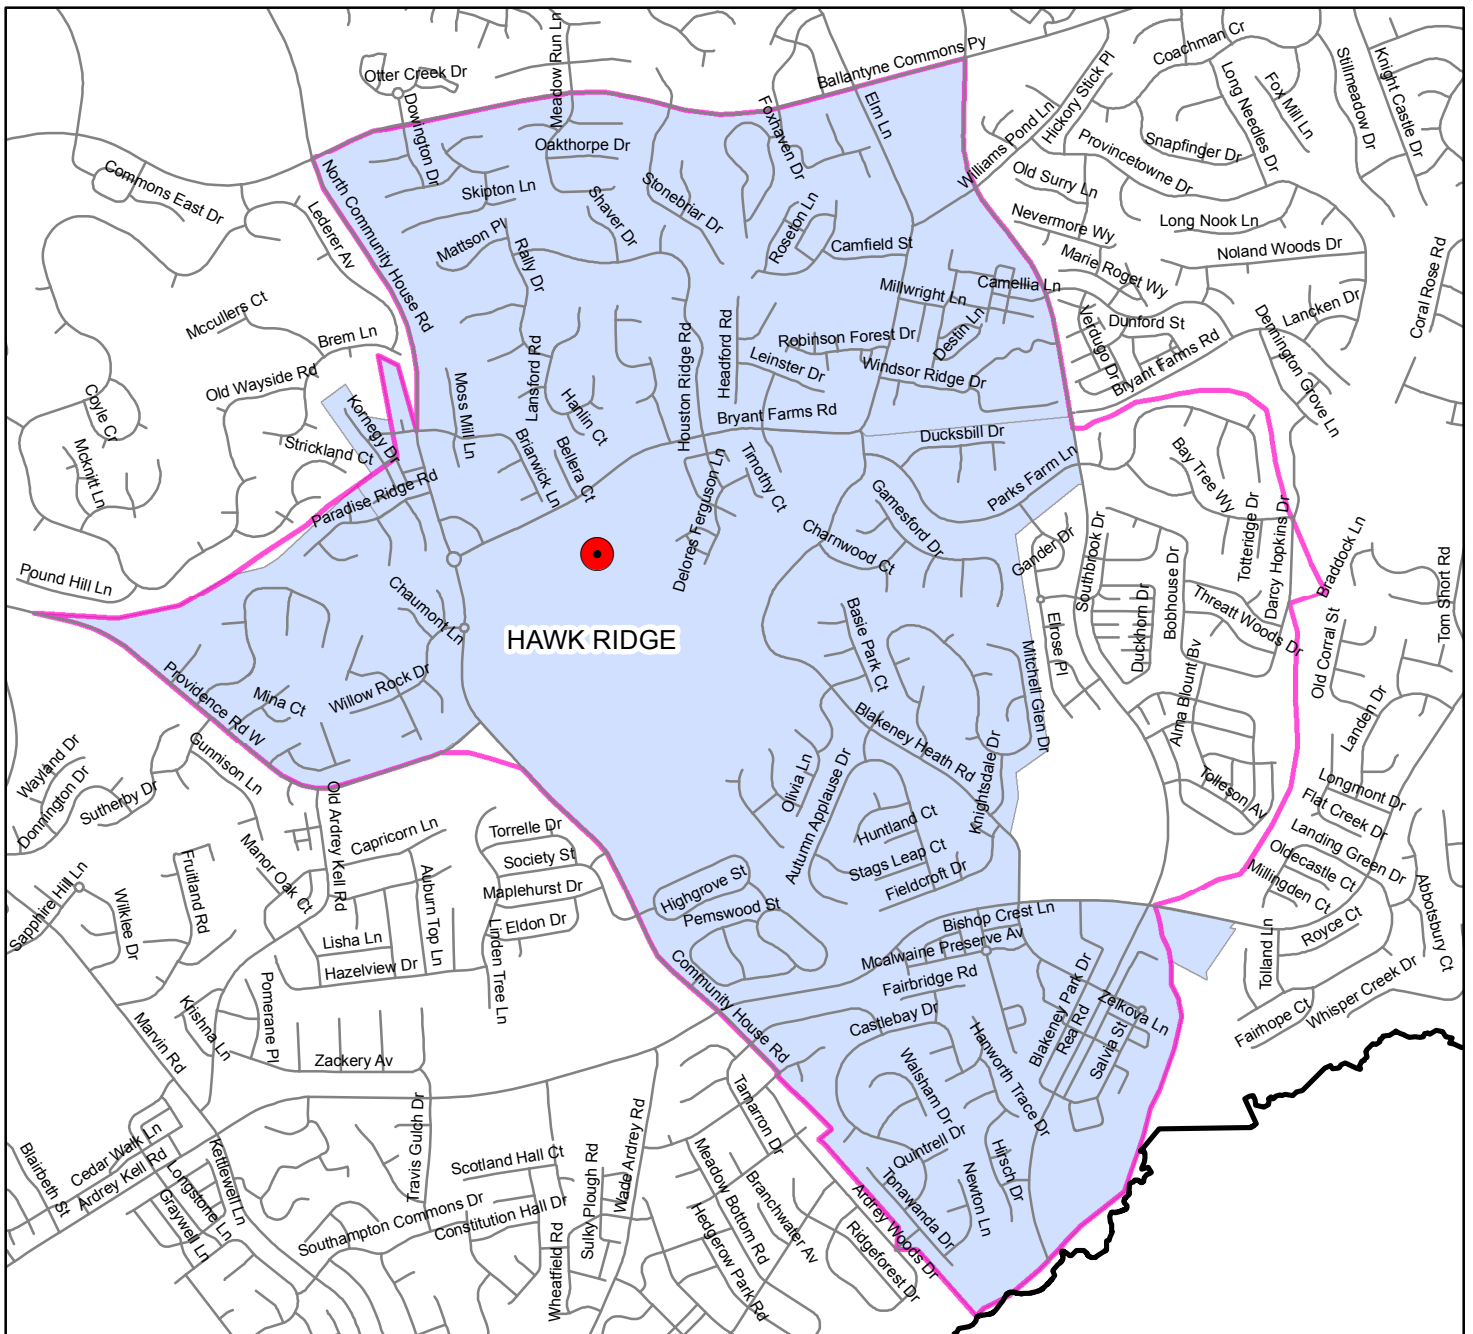 Otter Creek Dr
Dowington Dr
Meadow Run Ln
Ballantyne Commons Py
Elm Ln
Foxhaven Dr
Williams Pond Ln
Hickory Stick Pl
Coachman Cr
Long Needles Dr
Fox Mill Ln
Stillmeadow Dr
Knight Castle Dr
Snapfinger Dr
Provincetowne Dr
Old Surry Ln
Nevermore Wy
Long Nook Ln
Noland Woods Dr
Marie Roget Wy
Coral Rose Rd
Lancken Dr
Dennington Grove Ln
Dunford St
Verdugo Dr
Bryant Farms Rd
Commons East Dr
Lederer Av
North Community House Rd
Oakthorpe Dr
Skipton Ln
Shaver Dr
Stonebriar Dr
Mattson Pl
Rally Dr
Roseton Ln
Camfield St
Millwright Ln
Camellia Ln
Destin Ln
Robinson Forest Dr
Leinster Dr
Windsor Ridge Dr
Headford Rd
Houston Ridge Rd
Bryant Farms Rd
Mccullers Ct
Brem Ln
Old Wayside Rd
Coyle Cr
Mcknitt Ln
Strickland Ct
Kornegy Dr
Paradise Ridge Rd
Moss Mill Ln
Lansford Rd
Hanlin Ct
Briarwick Ln
Bellera Ct
Delores Ferguson Ln
Timothy Ct
Ducksbill Dr
Parks Farm Ln
Gamesford Dr
Charnwood Ct
Gander Dr
Southbrook Dr
Bay Tree Wy
Totteridge Dr
Darcy Hopkins Dr
Braddock Ln
Tom Short Rd
Bobhouse Dr
Duckhorn Dr
Threatt Woods Dr
Old Corral St
Elrose Pl
Alma Blount Bv
Landen Dr
Tolleson Av
Longmont Dr
Flat Creek Dr
Landing Green Dr
Oldecastle Ct
Millingden Ct
Royce Ct
Abbotsbury Ct
Tolland Ln
Whisper Creek Dr
Fairhope Ct
Pound Hill Ln
Chaumont Ln
HAWK RIDGE
Basie Park Ct
Mitchell Glen Dr
Blakeney Heath Rd
Knightsdale Dr
Providence Rd W
Mina Ct
Willow Rock Dr
Gunnison Ln
Wayland Dr
Donnington Dr
Sutherby Dr
Olivia Ln
Autumn Applause Dr
Huntland Ct
Stags Leap Ct
Fieldcroft Dr
Old Ardrey Kell Rd
Capricorn Ln
Manor Oak Ct
Auburn Top Ln
Torrelle Dr
Society St
Maplehurst Dr
Eldon Dr
Linden Tree Ln
Highgrove St
Pemswood St
Fruitland Rd
Sapphire Hill Ln
Wilklee Dr
Lisha Ln
Hazelview Dr
Pomerane Pl
Krishna Ln
Marvin Rd
Zackery Av
Community House Rd
Bishop Crest Ln
Mcalwaine Preserve Av
Fairbridge Rd
Castlebay Dr
Blakeney Park Dr
Rea Rd
Zelkova Ln
Salvia St
Hanworth Trace Dr
Walsham Dr
Quintrell Dr
Hirsch Dr
Newton Ln
Tonawanda Dr
Ardrey Woods Dr
Ridgeforest Dr
Tamarron Dr
Branchwater Av
Meadow Bottom Rd
Hedgerow Park Rd
Wade Ardrey Rd
Sulky Plough Rd
Wheatfield Rd
Scotland Hall Ct
Constitution Hall Dr
Southampton Commons Dr
Travis Gulch Dr
Kettlewell Ln
Longstone Ln
Graywell Ln
Cedar Walk Ln
Ardrey Kell Rd
Blairbeth St